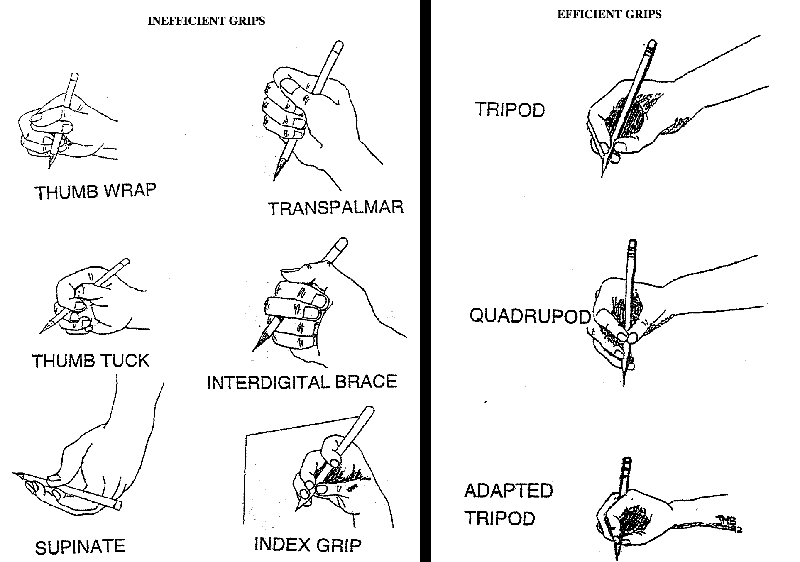 INEFFICIENT GRIPS
THUMB WRAP
TRANSPALMAR
THUMB TUCK
INTERDIGITAL BRACE
SUPINATE
INDEX GRIP
EFFICIENT GRIPS
TRIPOD
QUADRUPOD
ADAPTED
TRIPOD